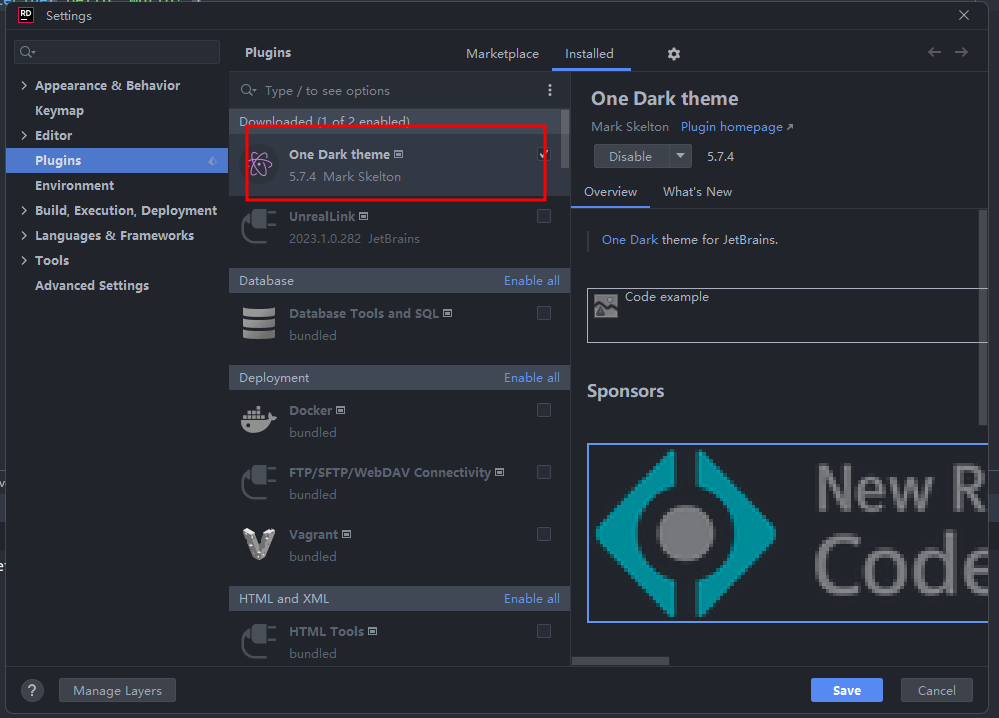 RD
Settings
Plugins
Marketplace
Installed
Appearance & Behavior
Keymap
Editor
Plugins
Environment
Build, Execution, Deployment
Languages & Frameworks
Tools
Advanced Settings
Type / to see options
Downloaded (1 of 2 enabled)
One Dark theme
5.7.4 Mark Skelton
UnrealLink
2023.1.0.282 JetBrains
Database Enable all
Database Tools and SQL
bundled
Deployment Enable all
Docker
bundled
FTP/SFTP/WebDAV Connectivity
bundled
Vagrant
bundled
HTML and XML Enable all
HTML Tools
bundled
One Dark theme
Mark Skelton Plugin homepage ↗
Disable 5.7.4
Overview What's New
One Dark theme for JetBrains.
Code example
Sponsors
New R
Code
? Manage Layers
Save Cancel